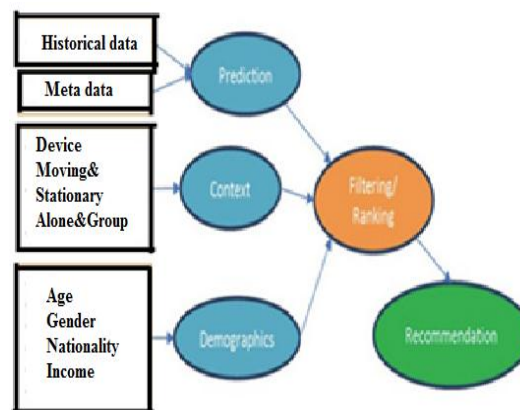 Historical data
Meta data
Prediction
Device
Moving&
Stationary
Alone&Group
Context
Filtering/
Ranking
Age
Gender
Nationality
Income
Demographics
Recommendation